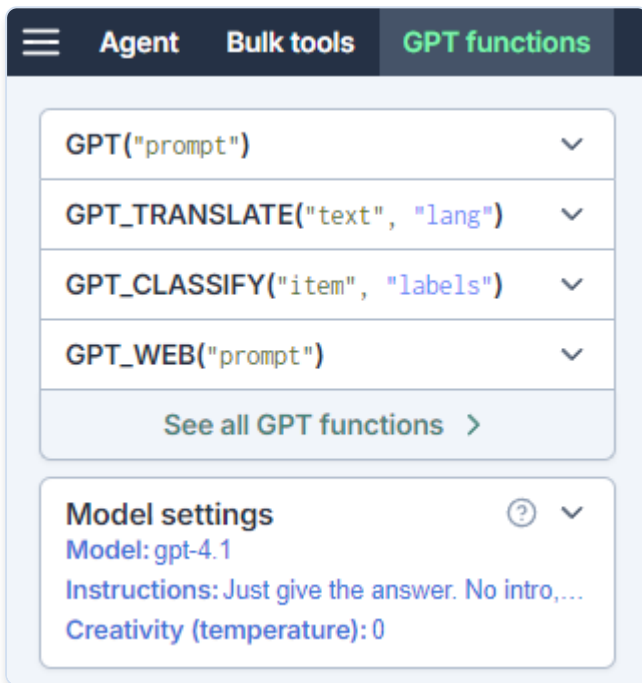 Agent Bulk tools GPT functions
GPT("prompt")
GPT_TRANSLATE("text", "lang")
GPT_CLASSIFY("item", "labels")
GPT_WEB("prompt")
See all GPT functions >
Model settings ?
Model: gpt-4.1
Instructions: Just give the answer. No intro,...
Creativity (temperature): 0